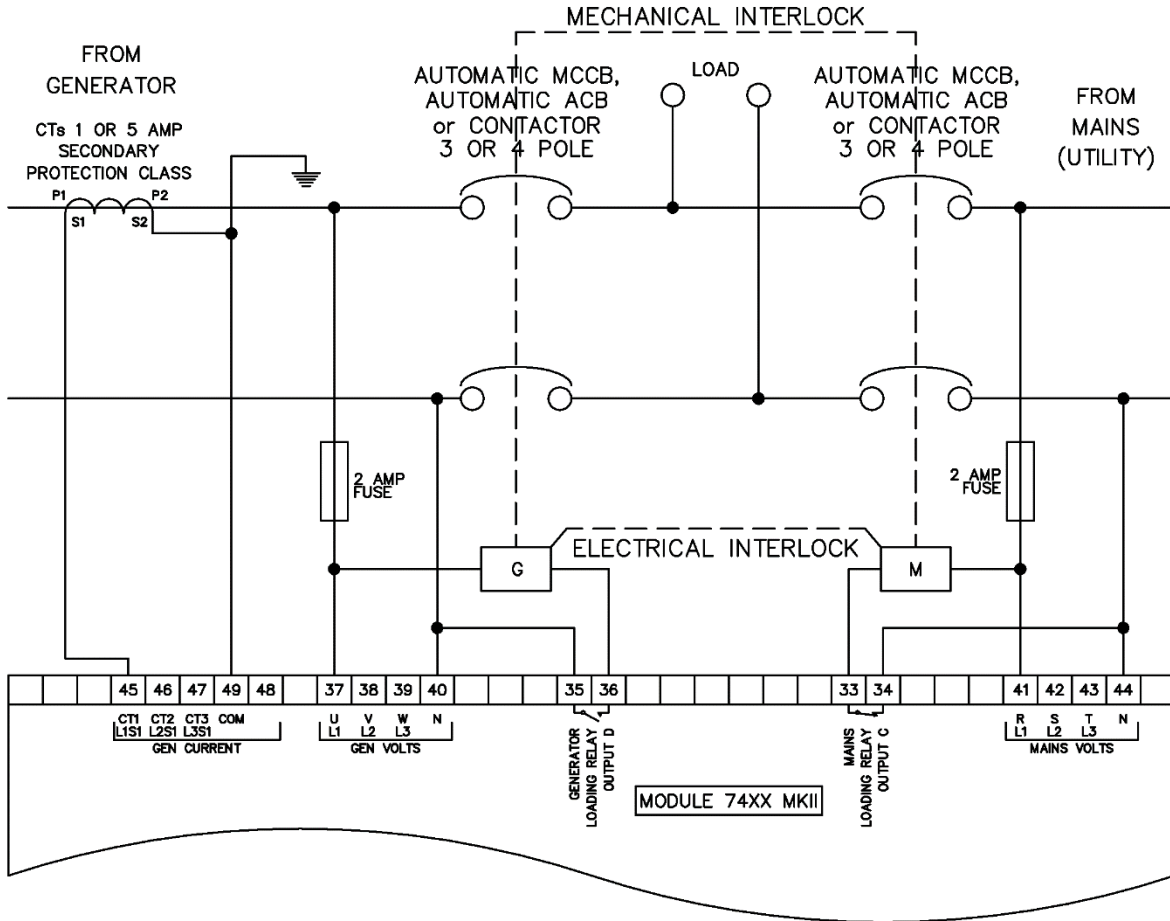 MECHANICAL INTERLOCK
FROM
GENERATOR
CTs 1 OR 5 AMP
SECONDARY
PROTECTION CLASS
P1
P2
S1
S2
AUTOMATIC MCCB,
AUTOMATIC ACB
or CONTACTOR
3 OR 4 POLE
LOAD
AUTOMATIC MCCB,
AUTOMATIC ACB
or CONTACTOR
3 OR 4 POLE
FROM
MAINS
(UTILITY)
2 AMP
FUSE
2 AMP
FUSE
ELECTRICAL INTERLOCK
G
M
45 46 47 49 48 37 38 39 40 35 36 33 34 41 42 43 44
CT1 CT2 CT3 COM
L1S1 L2S1 L3S1
GEN CURRENT
U V W N
L1 L2 L3
GEN VOLTS
GENERATOR
LOADING RELAY
OUTPUT D
MODULE 74XX MKII
MAINS
LOADING RELAY
OUTPUT C
R S T N
L1 L2 L3
MAINS VOLTS